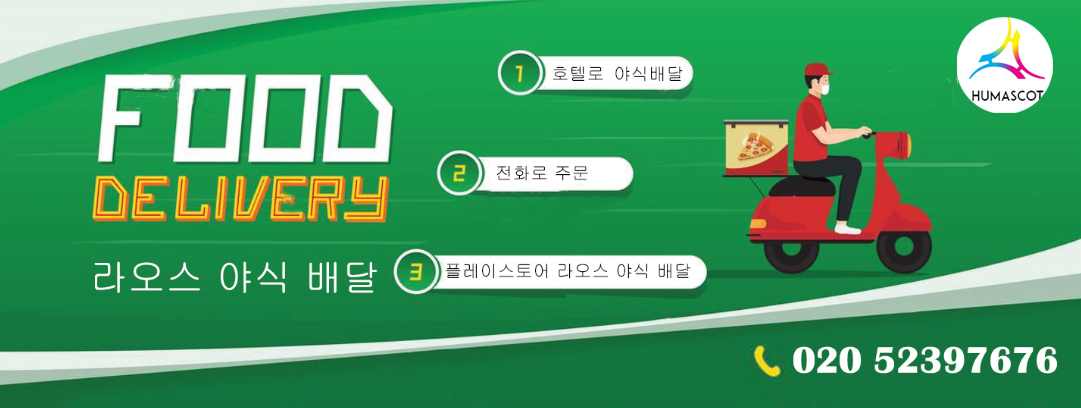 FOOD
DELIVERY
라오스 야식 배달
1 호텔로 야식배달
2 전화로 주문
3 플레이스토어 라오스 야식 배달
HUMASCOT
020 52397676